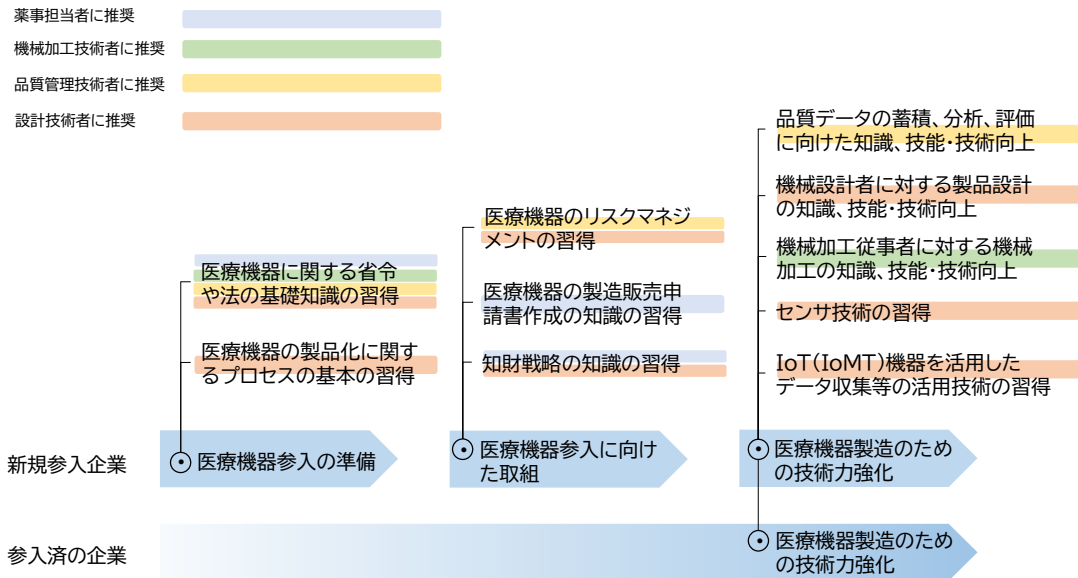 薬事担当者に推奨
機械加工技術者に推奨
品質管理技術者に推奨
設計技術者に推奨
医療機器に関する省令
や法の基礎知識の習得
医療機器の製品化に関す
るプロセスの基本の習得
医療機器のリスクマネジ
メントの習得
医療機器の製造販売申
請書作成の知識の習得
知財戦略の知識の習得
品質データの蓄積、分析、評価
に向けた知識、技能・技術向上
機械設計者に対する製品設計
の知識、技能・技術向上
機械加工従事者に対する機械
加工の知識、技能・技術向上
センサ技術の習得
IoT(IoMT)機器を活用した
データ収集等の活用技術の習得
新規参入企業
医療機器参入の準備
医療機器参入に向け
た取組
医療機器製造のため
の技術力強化
参入済の企業
医療機器製造のため
の技術力強化